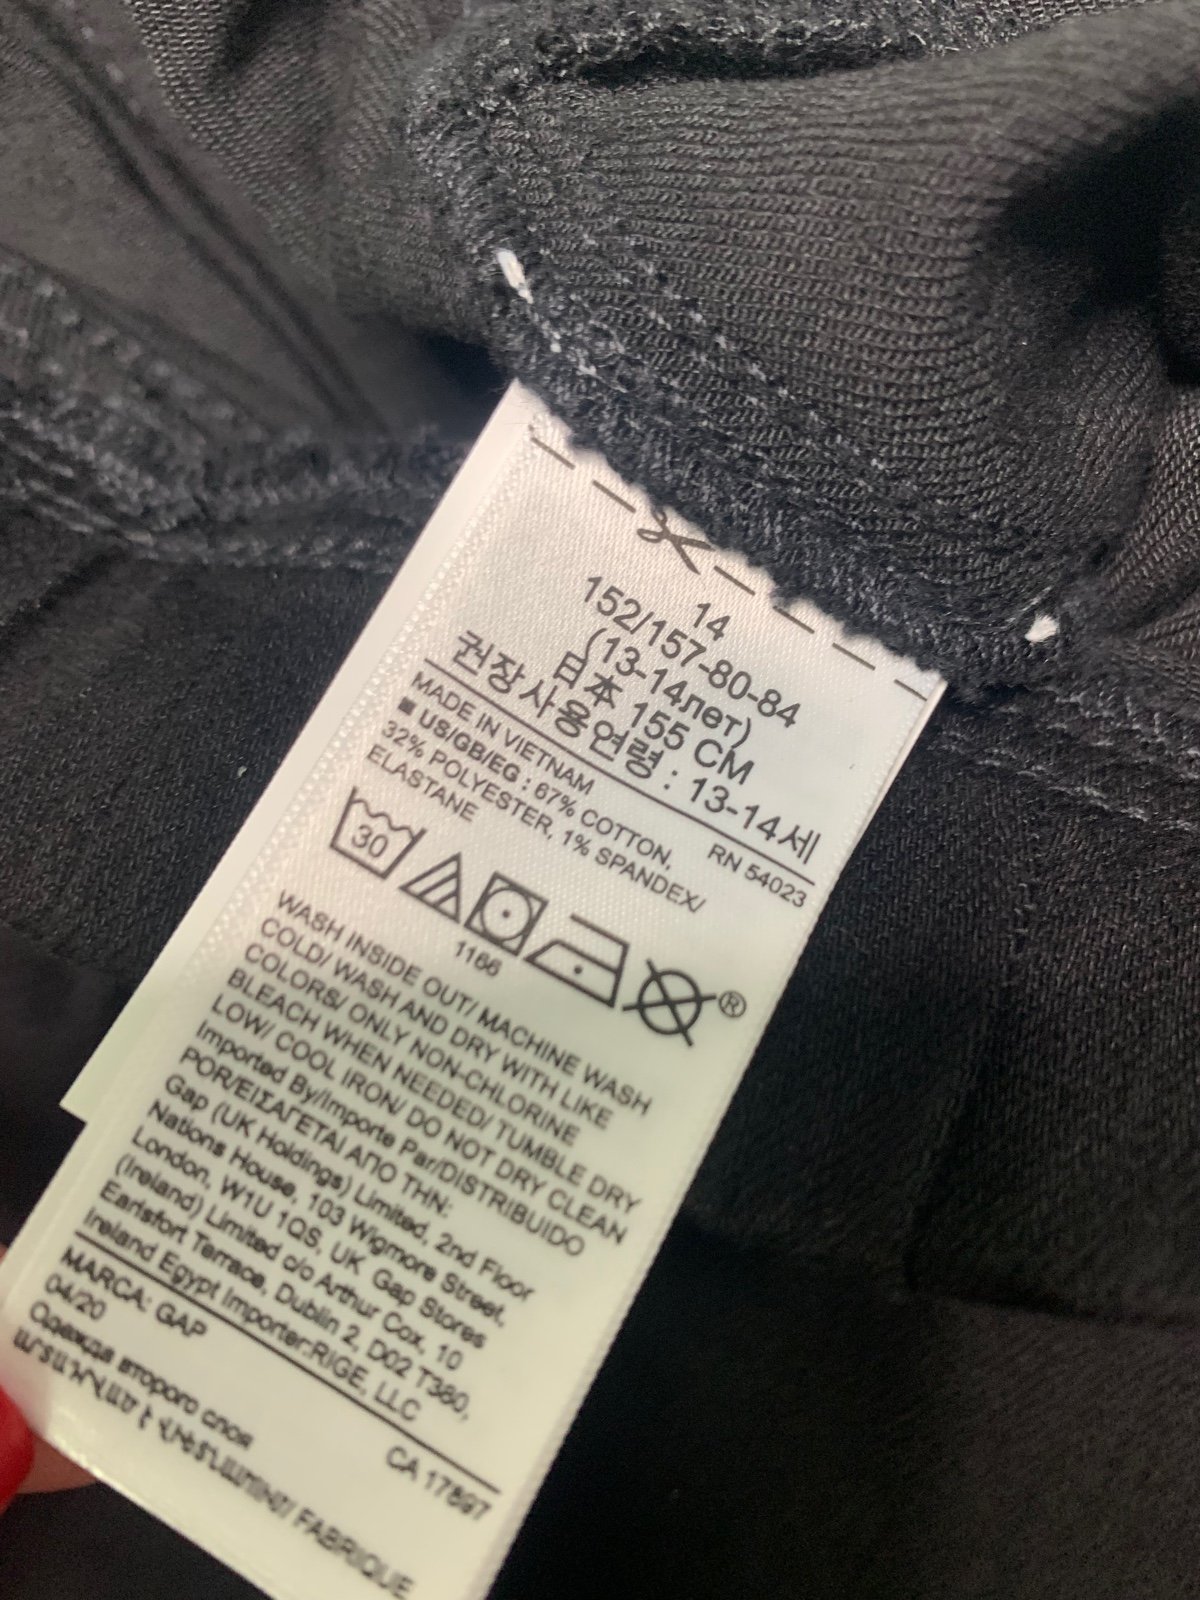 14
152/157-80-84
(13-14лет)
日本 155 CM
권장사용연령 : 13-14세
MADE IN VIETNAM RN 54023
■ US/GB/EG : 67% COTTON,
32% POLYESTER, 1% SPANDEX/
ELASTANE
30
1166
®
WASH INSIDE OUT/ MACHINE WASH
COLD/ WASH AND DRY WITH LIKE
COLORS/ ONLY NON-CHLORINE
BLEACH WHEN NEEDED/ TUMBLE DRY
LOW/ COOL IRON/ DO NOT DRY CLEAN
Imported By/Importe Par/DISTRIBUIDO
POR/ΕΙΣΑΓΕΤΑΙ ΑΠΟ ΤΗΝ:
Gap (UK Holdings) Limited, 2nd Floor
Nations House, 103 Wigmore Street,
London, W1U 1QS, UK Gap Stores
(Ireland) Limited c/o Arthur Cox, 10
Earlsfort Terrace, Dublin 2, D02 T380,
Ireland Egypt Importer:RIGE, LLC
MARCA: GAP CA 17897
04/20
Одежда второго слоя
FABRIQUE